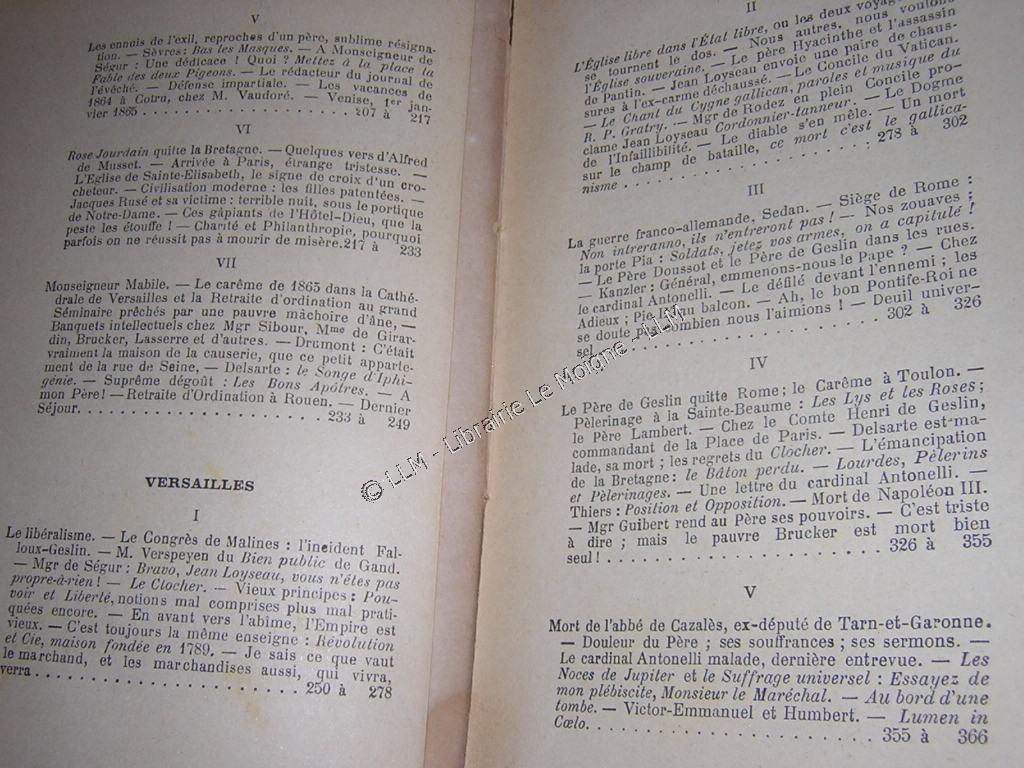 V
Les ennuis de l'exil, reproches d'un père, sublime résigna-
tion. — Sèvres: Bas les Masques. — A Monseigneur de
Ségur : Une dédicace ! Quoi ? Mettez à la place la
Fable des deux Pigeons. — Le rédacteur du journal de
l'évêché. — Défense impartiale. — Les vacances de
1864 à Cotra, chez M. Vaudoré. — Venise, 1er jan-
vier 1865 . . . . . . . . . . . . . . . . . . 207 à 217
VI
Rose Jourdain quitte la Bretagne. — Quelques vers d'Alfred
de Musset. — Arrivée à Paris, étrange tristesse. —
L'Eglise de Sainte-Elisabeth, le signe de croix d'un cro-
cheteur. — Civilisation moderne : les filles patentées. —
Jacques Rusé et sa victime : terrible nuit, sous le portique
de Notre-Dame. — Ces gâpiants de l'Hôtel-Dieu, que la
peste les étouffe ! — Charité et Philanthropie, pourquoi
parfois on ne réussit pas à mourir de misère. 217 à 233
VII
Monseigneur Mabile. — Le carême de 1865 dans la Cathé-
drale de Versailles et la Retraite d'ordination au grand
Séminaire prêchés par une pauvre mâchoire d'âne, —
Banquets intellectuels chez Mgr Sibour, Mme de Girar-
din, Brucker, Lasserre et d'autres. — Drumont : C'était
vraiment la maison de la causerie, que ce petit apparte-
ment de la rue de Seine, — Delsarte : le Songe d'Iphi-
génie. — Suprême dégoût : Les Bons Apôtres. — A
mon Père! — Retraite d'Ordination à Rouen. — Dernier
Séjour. . . . . . . . . . . . . . . . . . . . 233 à 249
VERSAILLES
I
Le libéralisme. — Le Congrès de Malines : l'incident Fal-
loux-Geslin. — M. Verspeyen du Bien public de Gand.
— Mgr de Ségur : Bravo, Jean Loyseau, vous n'êtes pas
propre-à-rien ! — Le Clocher. — Vieux principes : Pou-
voir et Liberté, notions mal comprises plus mal prati-
quées encore. — En avant vers l'abime, l'Empire est
vieux. — C'est toujours la même enseigne : Révolution
et Cie, maison fondée en 1789. — Je sais ce que vaut
le marchand, et les marchandises aussi, qui vivra,
verra . . . . . . . . . . . . . . . . . . . . 250 à 278
II
L'Église libre dans l'État libre, ou les deux
se tournent le dos. — Nous autres, nous voulons
l'Église souveraine. — Le père Hyacinthe et l'assassin
de Pantin. — Jean Loyseau envoie une paire de chaus-
sures à l'ex-carme déchaussé. — Le Concile du Vatican.
— Le Chant du Cygne gallican, paroles et musique du
R. P. Gratry. — Mgr de Rodez en plein Concile pro-
clame Jean Loyseau Cordonnier-tanneur. — Le Dogme
de l'Infaillibilité. — Le diable s'en mêle. — Un mort
sur le champ de bataille, ce mort c'est le gallica-
nisme . . . . . . . . . . . . . . . . . . . . 278 à 302
III
La guerre franco-allemande, Sedan. — Siège de Rome :
Non intreranno, ils n'entreront pas ! — Nos zouaves ;
la porte Pia : Soldats, jetez vos armes, on a capitulé !
— Le Père Doussot et le Père de Geslin dans les rues.
— Kanzler : Général, emmenons-nous le Pape ? — Chez
le cardinal Antonelli. — Le défilé devant l'ennemi ; les
Adieux ; Pie IX au balcon. — Ah, le bon Pontife-Roi ne
se doute pas combien nous l'aimions ! — Deuil univer-
sel . . . . . . . . . . . . . . . . . . . . . 302 à 326
IV
Le Père de Geslin quitte Rome; le Carême à Toulon. —
Pèlerinage à la Sainte-Beaume : Les Lys et les Roses ;
le Père Lambert. — Chez le Comte Henri de Geslin,
commandant de la Place de Paris. — Delsarte est ma-
lade, sa mort ; les regrets du Clocher. — L'émancipation
de la Bretagne: le Bâton perdu. — Lourdes, Pèlerins
et Pèlerinages. — Une lettre du cardinal Antonelli. —
Thiers : Position et Opposition. — Mort de Napoléon III.
— Mgr Guibert rend au Père ses pouvoirs. — C'est triste
à dire ; mais le pauvre Brucker est mort bien
seul ! . . . . . . . . . . . . . . . . . . . . 326 à 355
V
Mort de l'abbé de Cazalès, ex-député de Tarn-et-Garonne.
— Douleur du Père ; ses souffrances ; ses sermons. —
Le cardinal Antonelli malade, dernière entrevue. — Les
Noces de Jupiter et le Suffrage universel : Essayez de
mon plébiscite, Monsieur le Maréchal. — Au bord d'une
tombe. — Victor-Emmanuel et Humbert. — Lumen in
Cœlo. . . . . . . . . . . . . . . . . . . . . 355 à 366
© LLM - Librairie Le Moigne - LLM